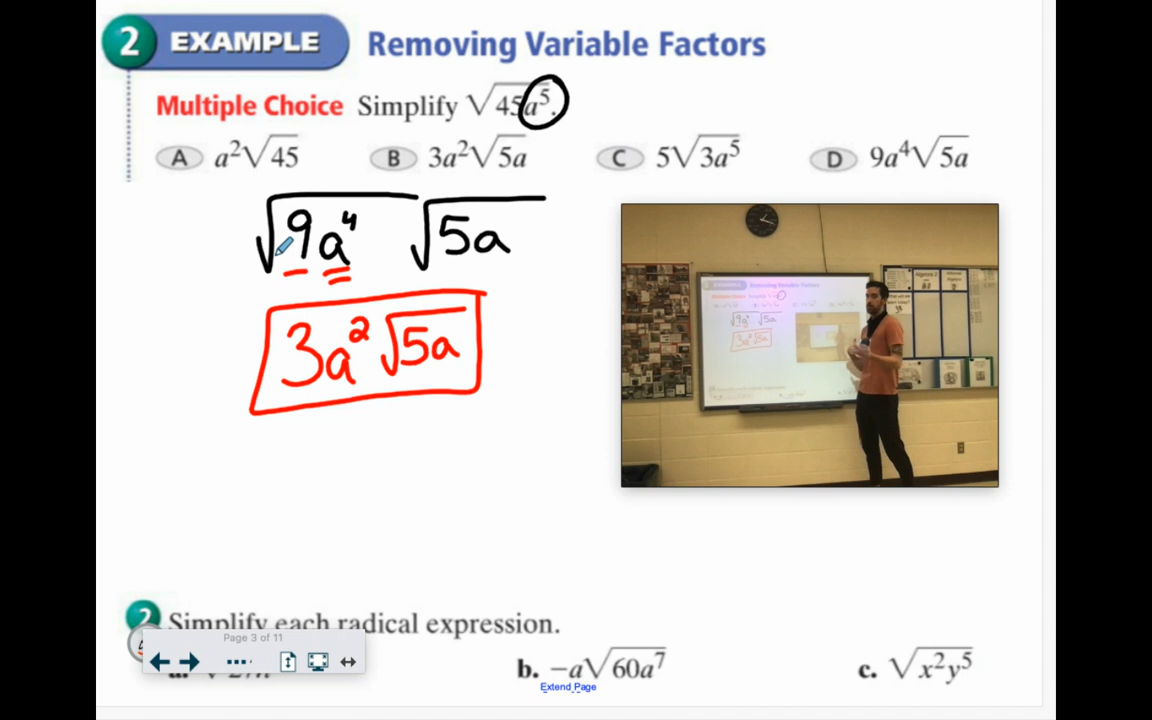 2 EXAMPLE Removing Variable Factors
Multiple Choice Simplify √45a⁵.
A a²√45 B 3a²√5a C 5√3a⁵ D 9a⁴√5a
√9a⁴ √5a
3a²√5a
2 Simplify each radical expression.
Page 3 of 11
b. −a√60a⁷ c. √x²y⁵
Extend Page